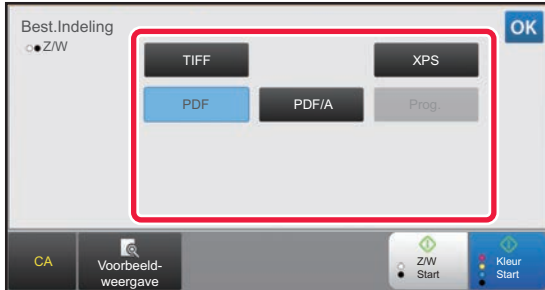 Best.Indeling
Z/W
OK
TIFF
XPS
PDF
PDF/A
Prog.
CA
Voorbeeld-
weergave
Z/W
Start
Kleur
Start